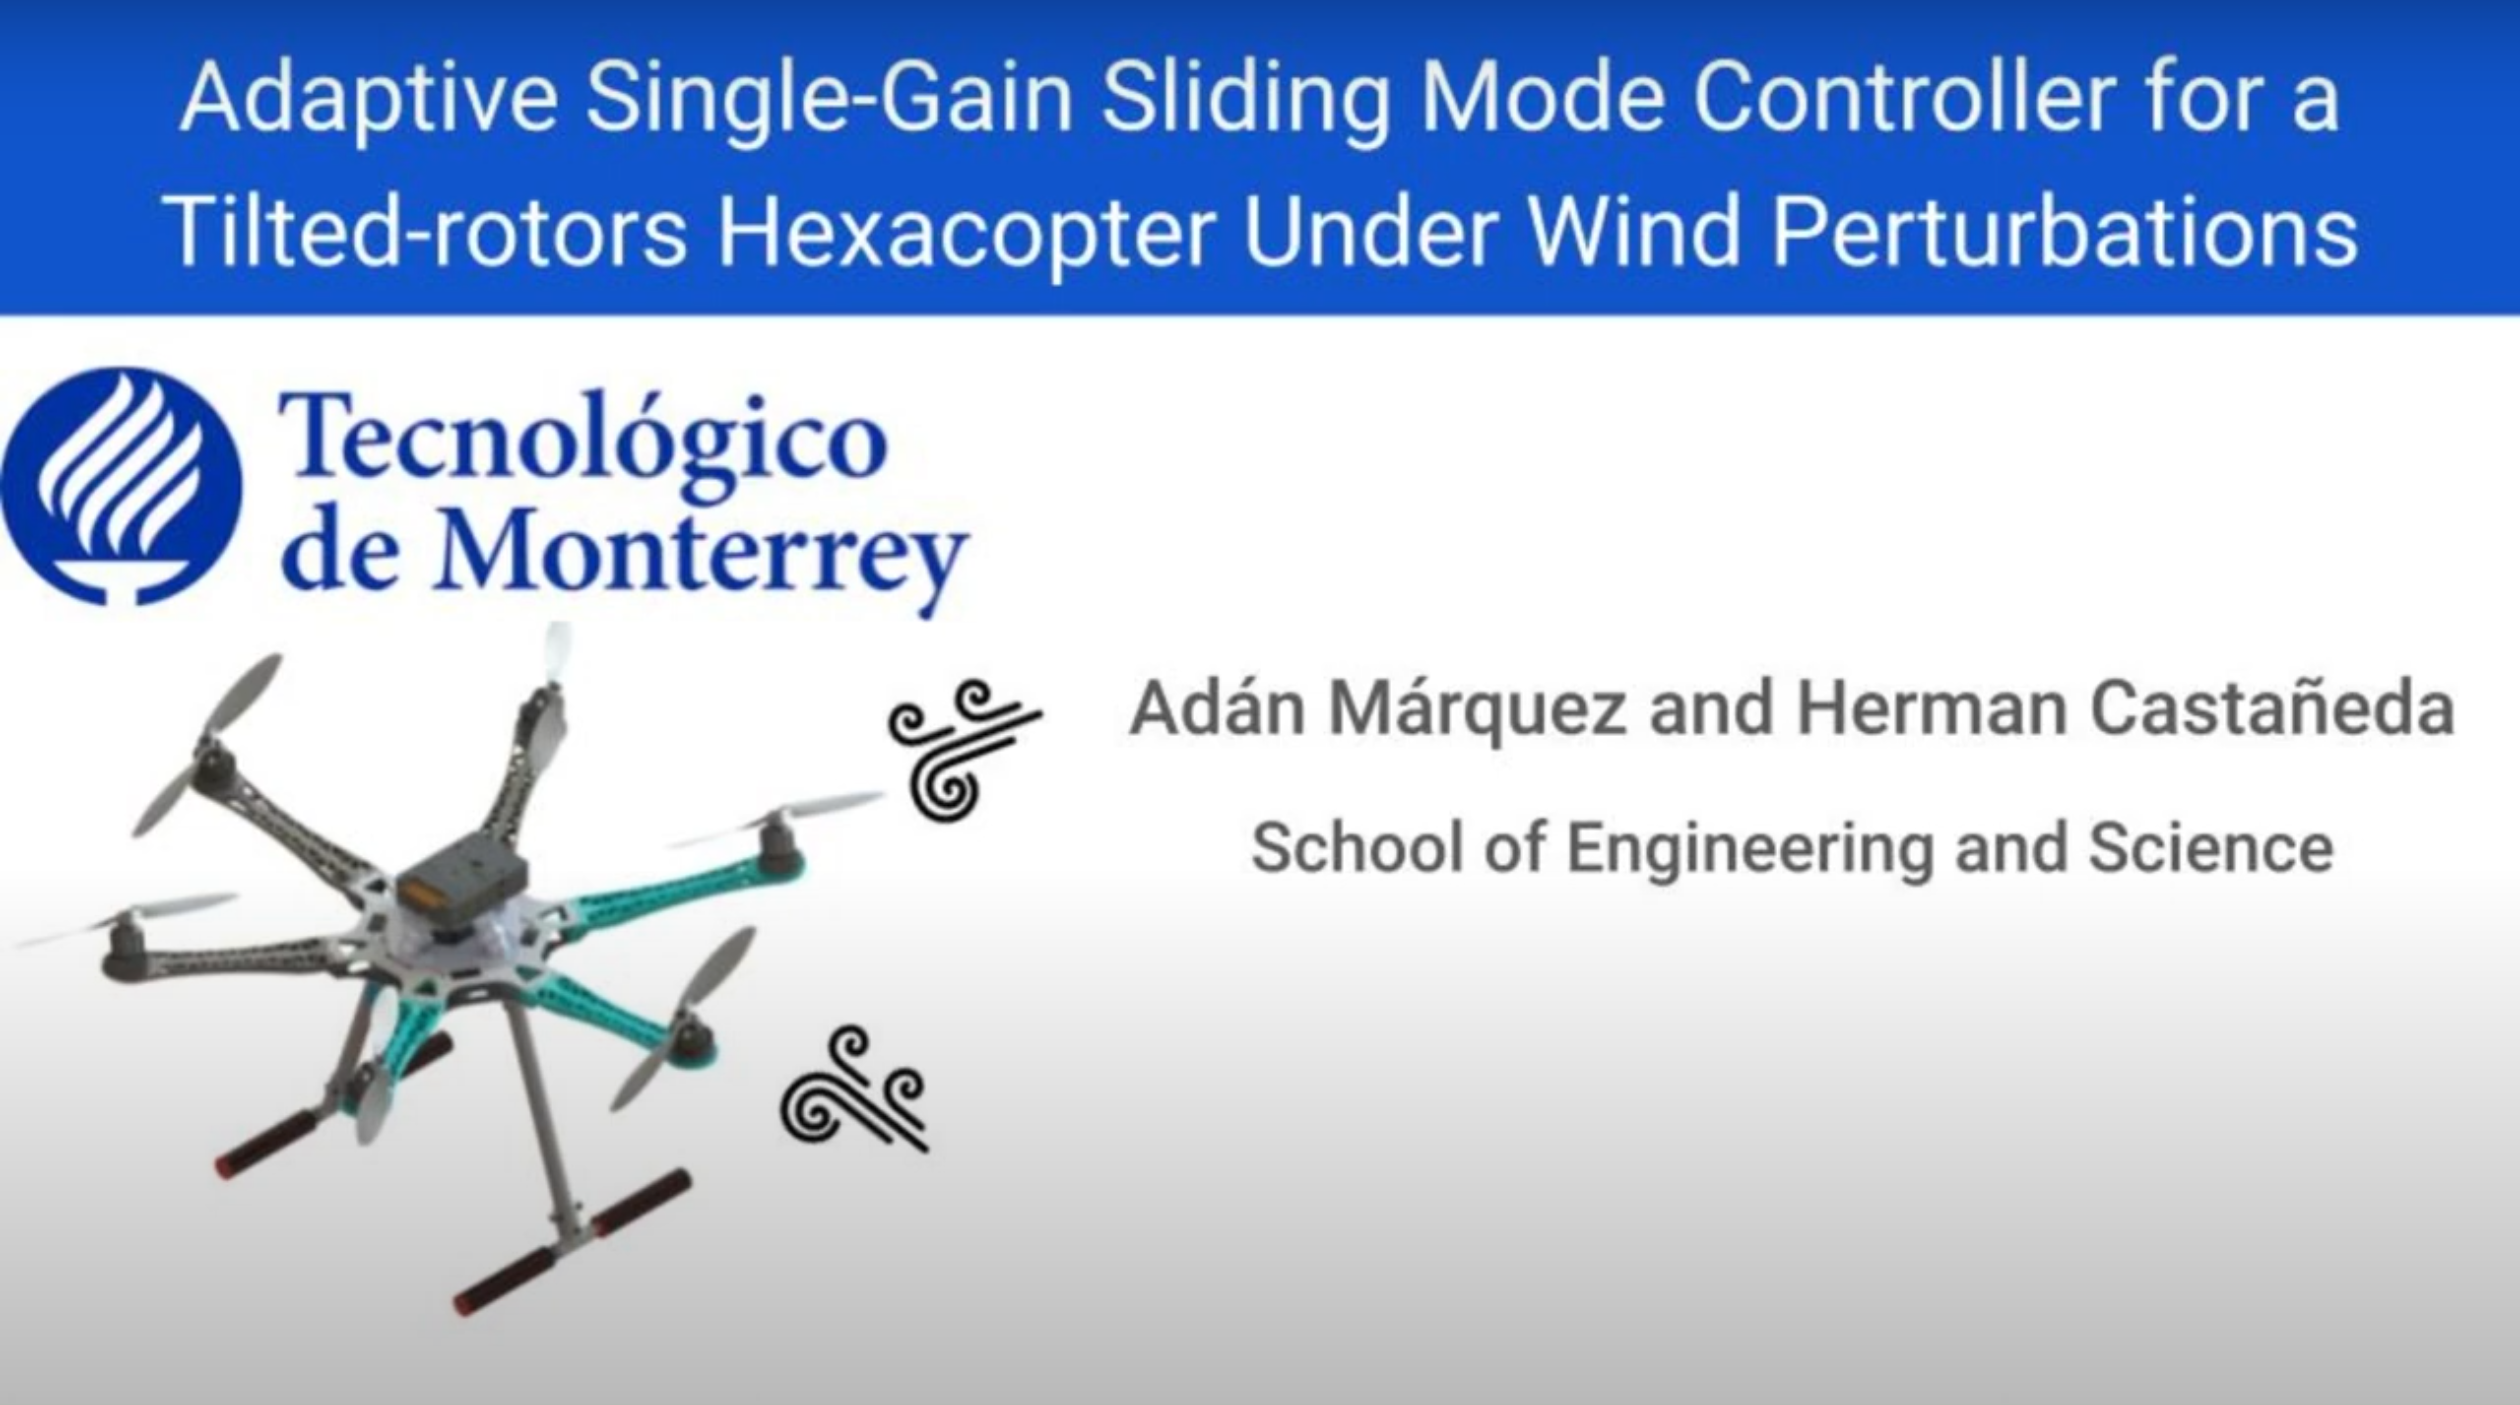 Adaptive Single-Gain Sliding Mode Controller for a
Tilted-rotors Hexacopter Under Wind Perturbations
Tecnológico
de Monterrey
Adán Márquez and Herman Castañeda
School of Engineering and Science